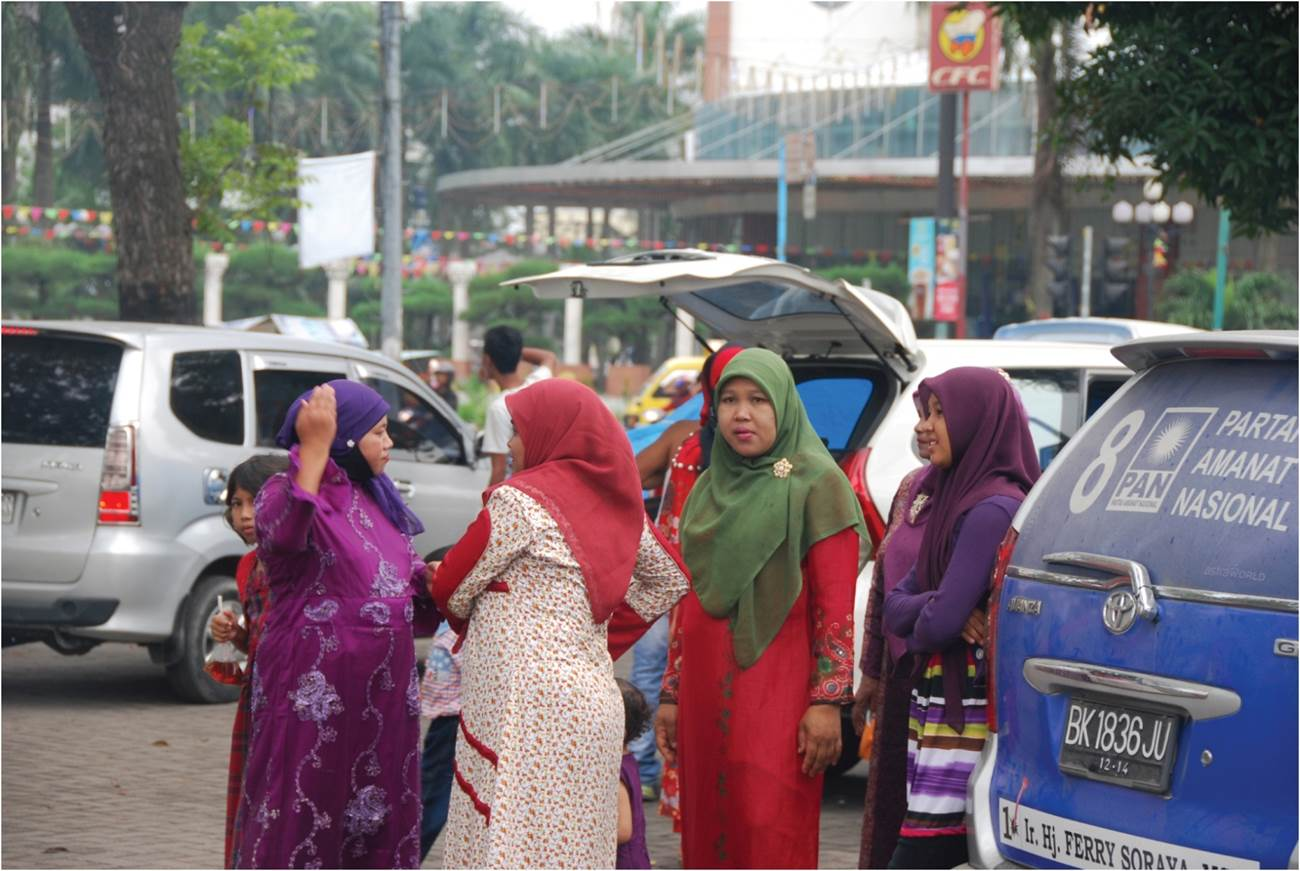 CFC
8
PAN
PARTAI
AMANAT
NASIONAL
AVANZA
G
BK 1836 JU
12-14
1. Ir. Hj. FERRY SORAYA